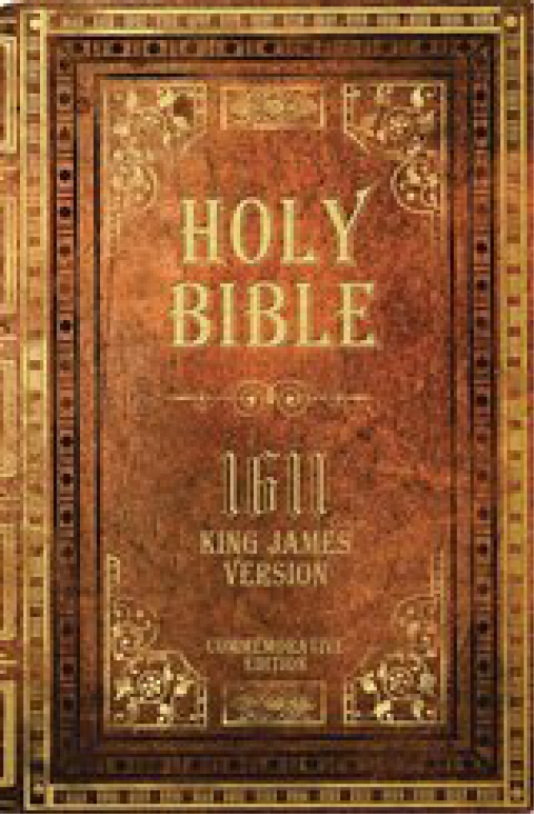 HOLY
BIBLE
1611
KING JAMES
VERSION
COMMEMORATIVE
EDITION